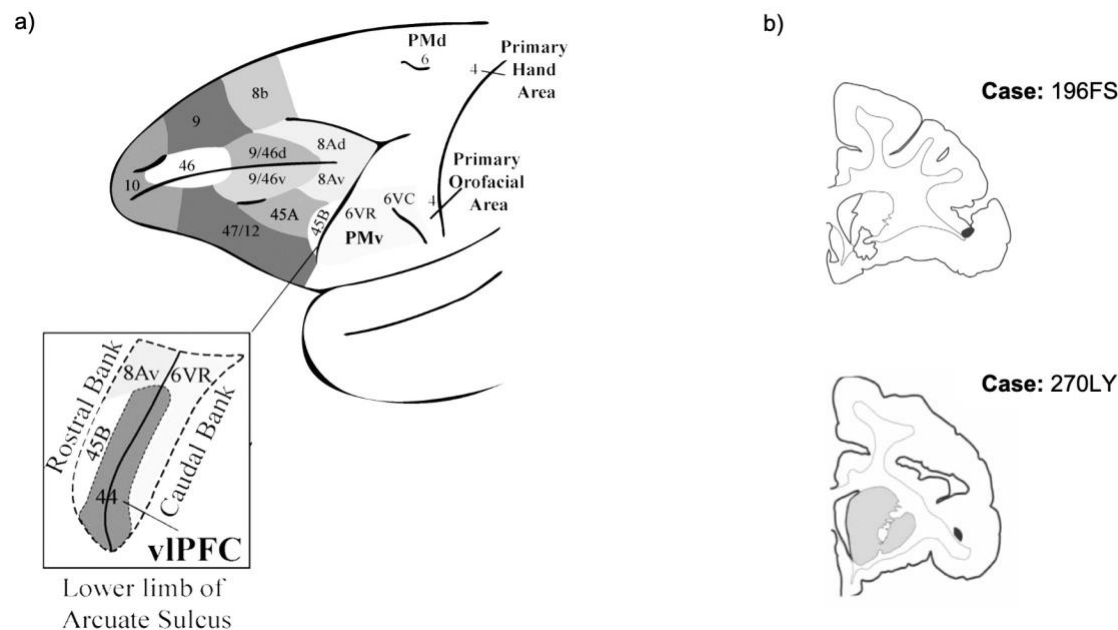 a)
b)
PMd
6
Primary
Hand
Area
4
8b
9
46
10
9/46d
9/46v
8Ad
8Av
45A
45B
47/12
6VR
6VC
PMv
Primary
Orofacial
Area
4
Rostral Bank
8Av
6VR
45B
44
Caudal Bank
vlPFC
Lower limb of
Arcuate Sulcus
Case: 196FS
Case: 270LY